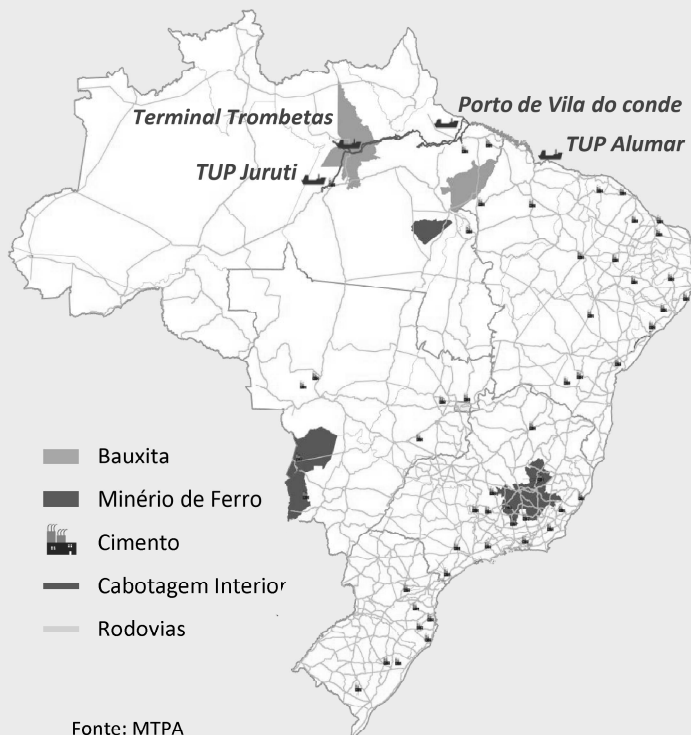 Terminal Trombetas
Porto de Vila do conde
TUP Alumar
TUP Juruti
Bauxita
Minério de Ferro
Cimento
Cabotagem Interior
Rodovias
Fonte: MTPA